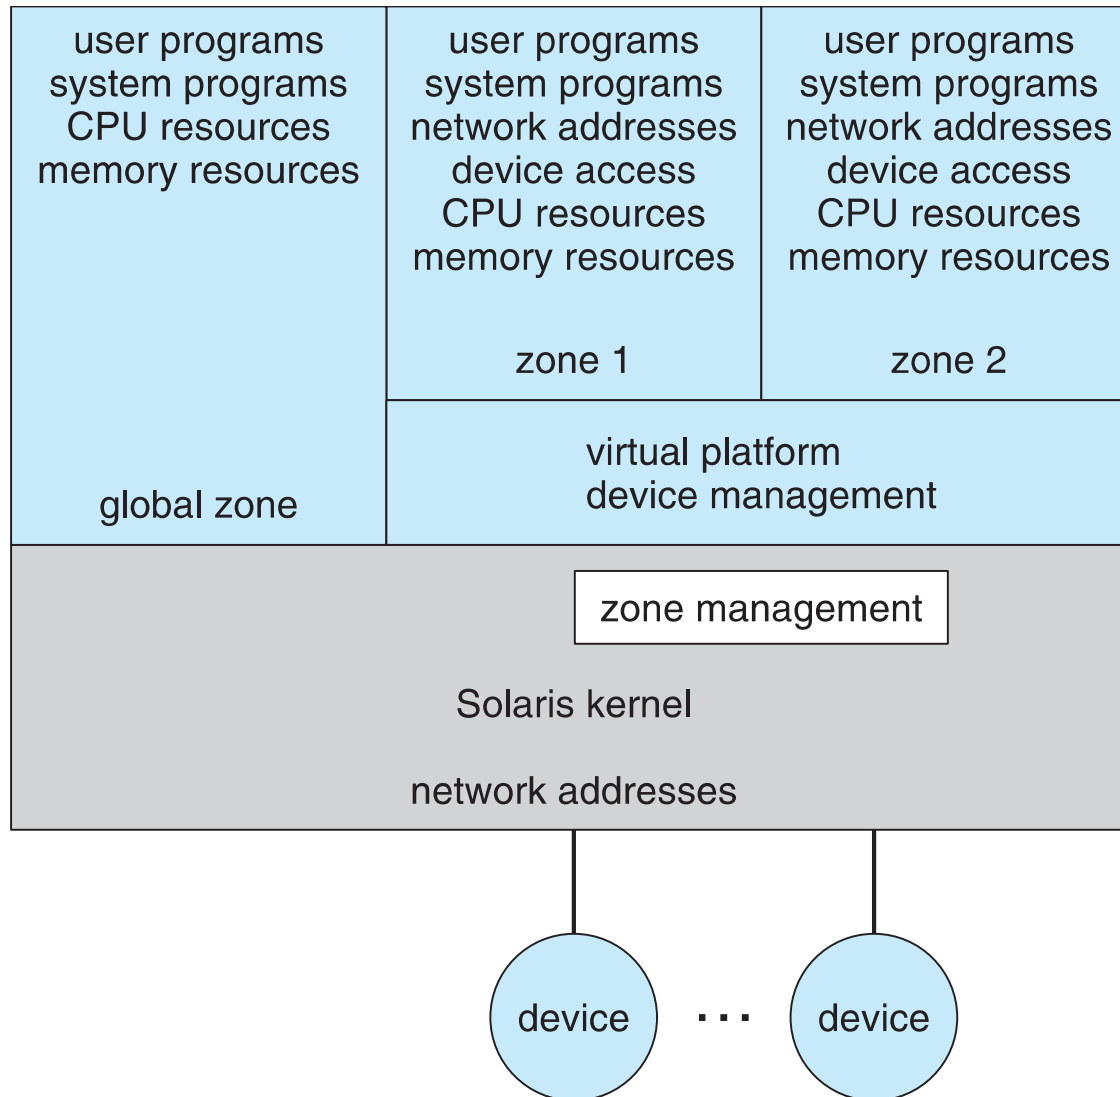 user programs
system programs
CPU resources
memory resources
global zone
user programs
system programs
network addresses
device access
CPU resources
memory resources
zone 1
user programs
system programs
network addresses
device access
CPU resources
memory resources
zone 2
virtual platform
device management
zone management
Solaris kernel
network addresses
device
...
device